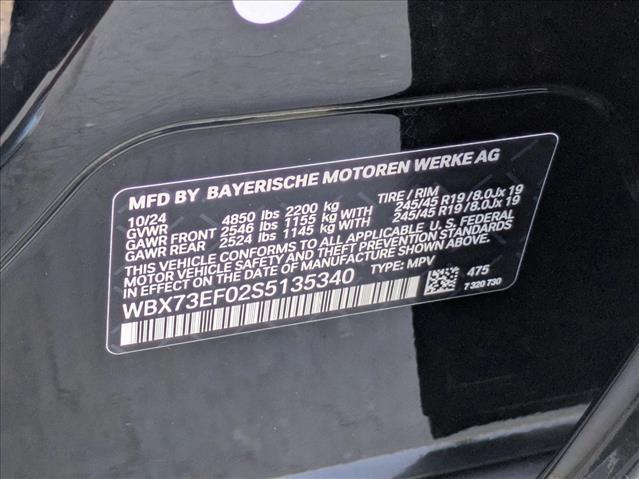 MFD BY BAYERISCHE MOTOREN WERKE AG
10/24 TIRE / RIM
GVWR 4850 lbs 2200 kg
GAWR FRONT 2546 lbs 1155 kg WITH 245/45 R19 / 8.0Jx 19
GAWR REAR 2524 lbs 1145 kg WITH 245/45 R19 / 8.0Jx 19
THIS VEHICLE CONFORMS TO ALL APPLICABLE U.S. FEDERAL
MOTOR VEHICLE SAFETY AND THEFT PREVENTION STANDARDS
IN EFFECT ON THE DATE OF MANUFACTURE SHOWN ABOVE.
WBX73EF02S5135340 TYPE: MPV
475
7 320 730